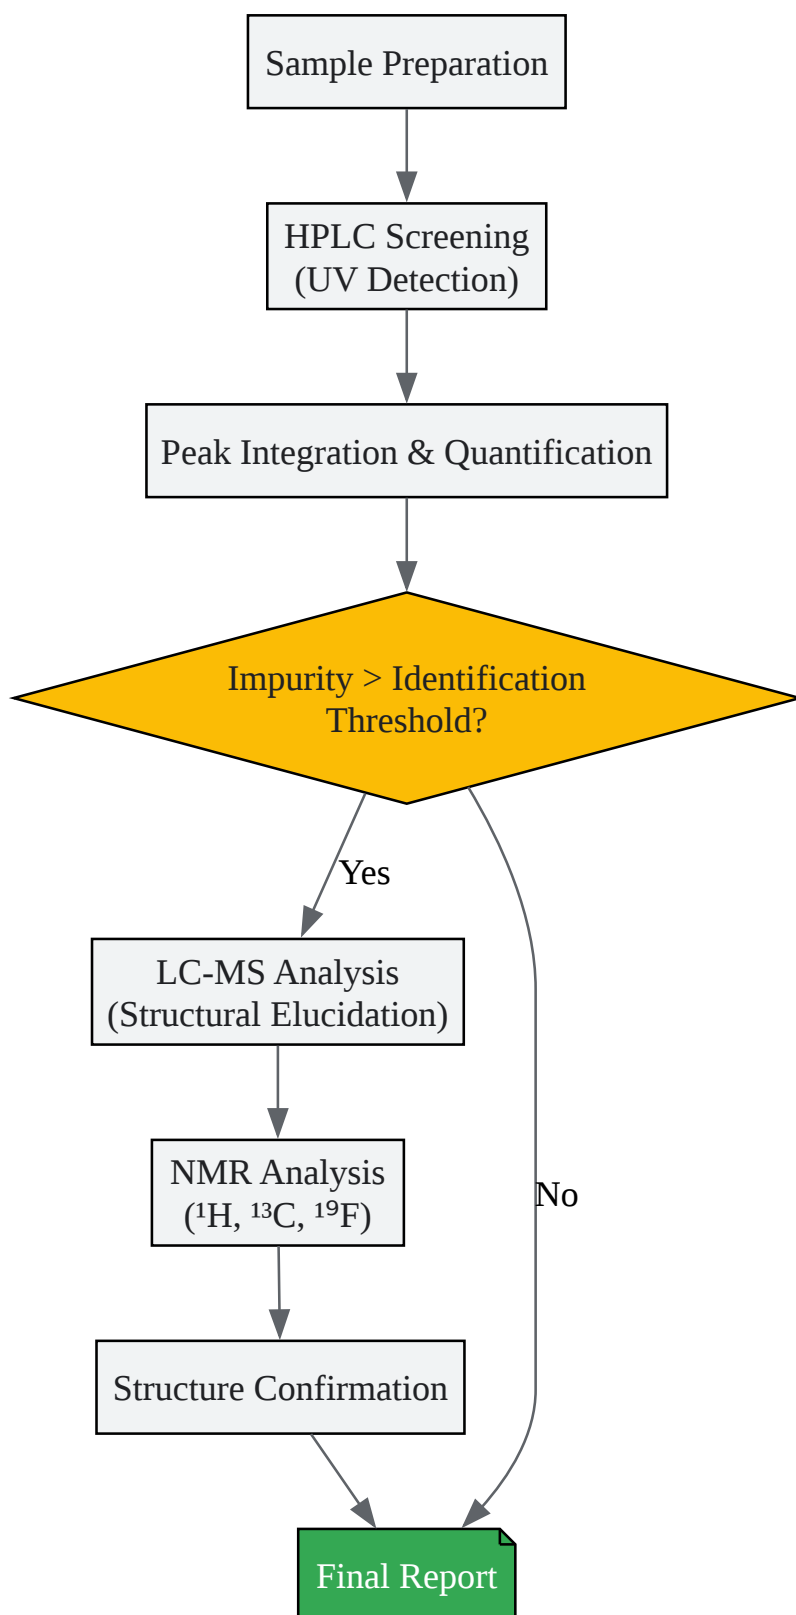 Sample Preparation
HPLC Screening
(UV Detection)
Peak Integration & Quantification
Impurity > Identification
Threshold?
Yes
LC-MS Analysis
(Structural Elucidation)
NMR Analysis
(¹H, ¹³C, ¹⁹F)
No
Structure Confirmation
Final Report